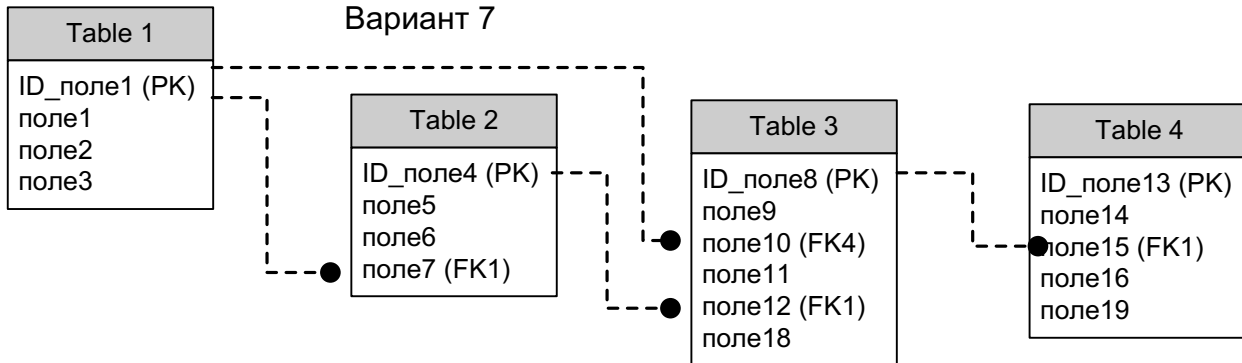 Вариант 7
Table 1
ID_поле1 (PK)
поле1
поле2
поле3
Table 2
ID_поле4 (PK)
поле5
поле6
поле7 (FK1)
Table 3
ID_поле8 (PK)
поле9
поле10 (FK4)
поле11
поле12 (FK1)
поле18
Table 4
ID_поле13 (PK)
поле14
поле15 (FK1)
поле16
поле19